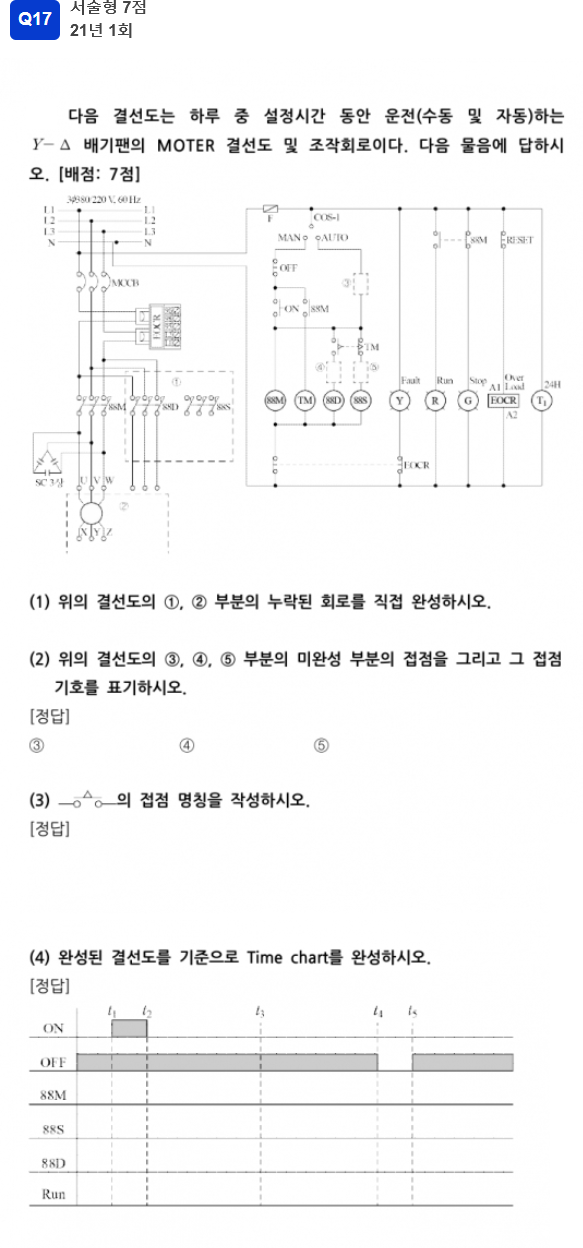 Q17
서술형 7점
21년 1회
다음 결선도는 하루 중 설정시간 동안 운전(수동 및 자동)하는
Y- Δ 배기팬의 MOTER 결선도 및 조작회로이다. 다음 물음에 답하시
오. [배점: 7점]
3φ380/220 V, 60 Hz
L1 L1
L2 L2
L3 L3
N N
MCCB
EOCR
①
88M 88D 88S
SC 3상
U V W
②
X Y Z
F
COS-1
MAN AUTO
OFF
③
ON 88M
TM
④ ⑤
88M TM 88D 88S
88M RESET
Fault Run Stop Over Load 24H
A1
Y R G EOCR T₁
A2
EOCR
(1) 위의 결선도의 ①, ② 부분의 누락된 회로를 직접 완성하시오.
(2) 위의 결선도의 ③, ④, ⑤ 부분의 미완성 부분의 접점을 그리고 그 접점
기호를 표기하시오.
[정답]
③ ④ ⑤
(3) 의 접점 명칭을 작성하시오.
[정답]
(4) 완성된 결선도를 기준으로 Time chart를 완성하시오.
[정답]
t₁ t₂ t₃ t₄ t₅
ON
OFF
88M
88S
88D
Run